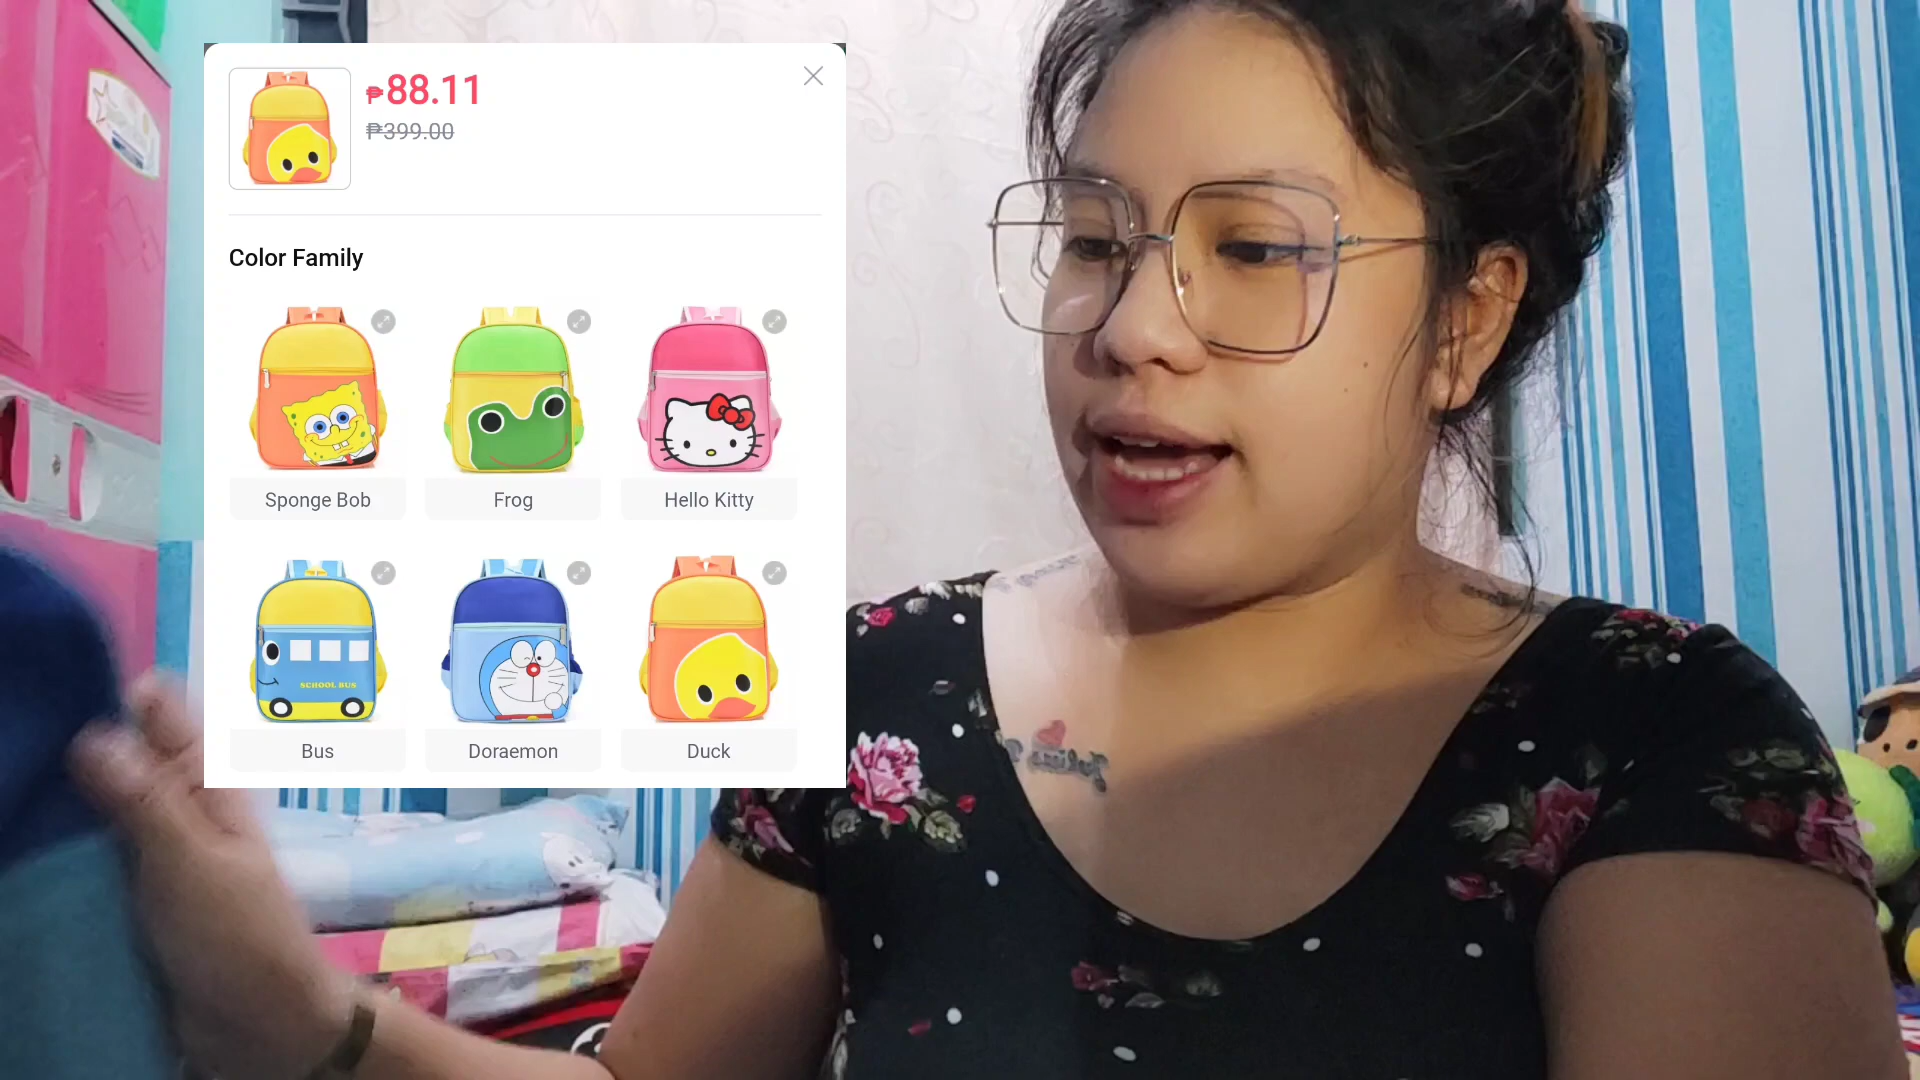 ₱88.11
₱399.00
Color Family
Sponge Bob
Frog
Hello Kitty
SCHOOL BUS
Bus
Doraemon
Duck